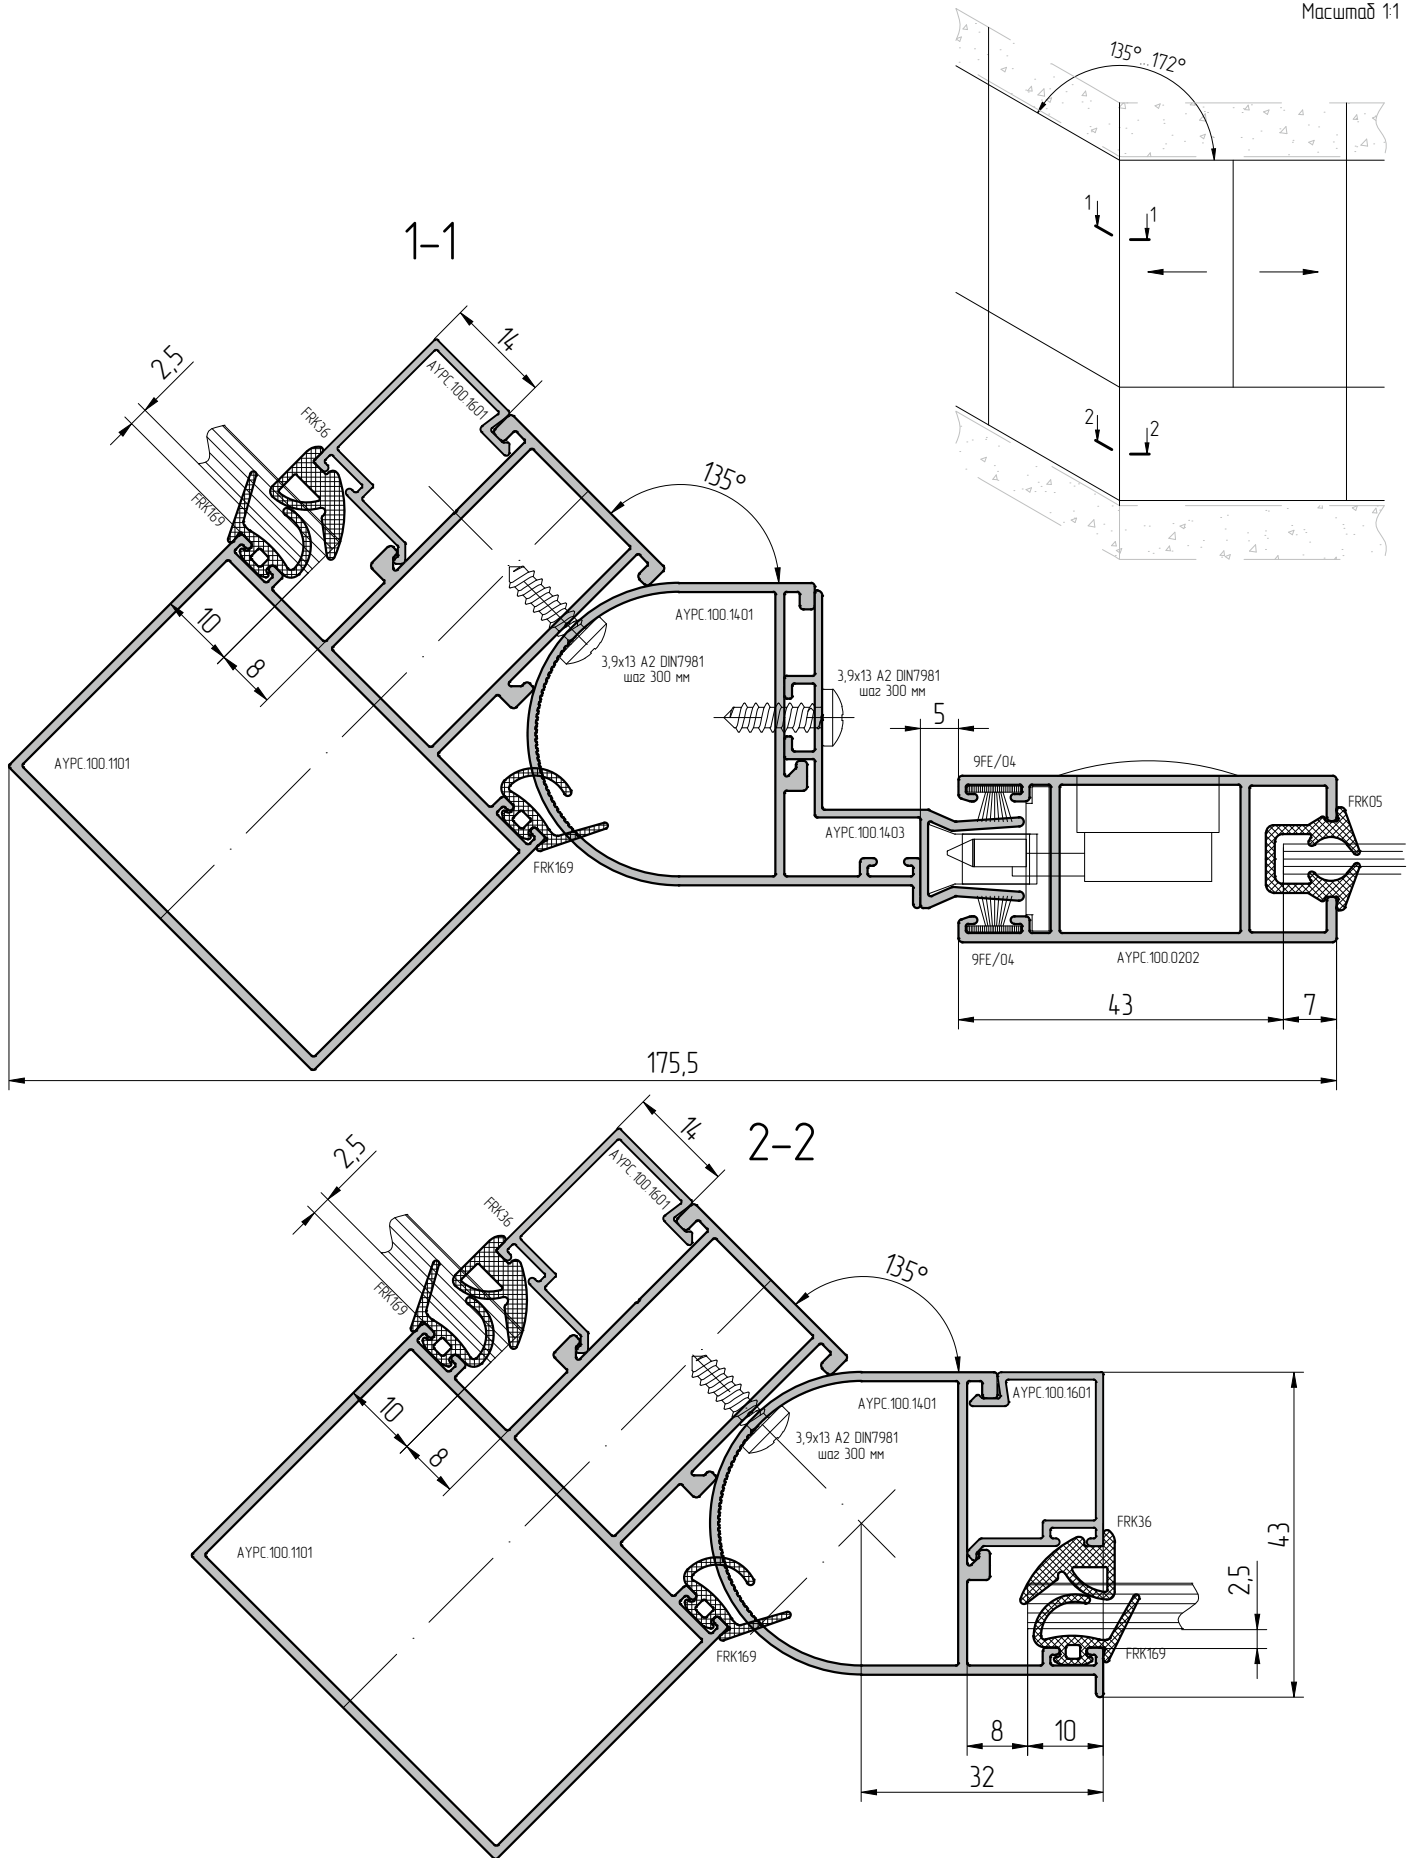 Масштаб 1:1
135°...172°
1
1
2
2
1-1
14
2,5
AYPC.100.1601
FRK36
FRK169
135°
10
8
AYPC.100.1401
3,9x13 A2 DIN7981
шаг 300 мм
3,9x13 A2 DIN7981
шаг 300 мм
5
AYPC.100.1101
9FE/04
FRK05
AYPC.100.1403
FRK169
9FE/04
AYPC.100.0202
43
7
175,5
2-2
14
2,5
AYPC.100.1601
FRK36
FRK169
135°
10
8
AYPC.100.1401
AYPC.100.1601
3,9x13 A2 DIN7981
шаг 300 мм
AYPC.100.1101
FRK36
43
2,5
FRK169
FRK169
8
10
32